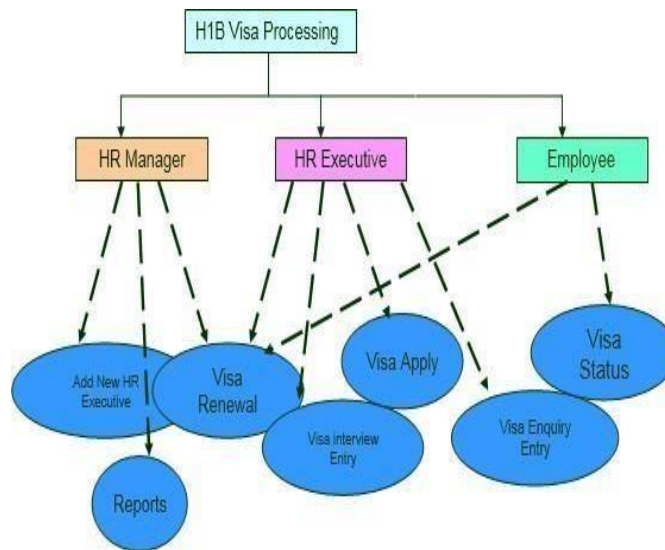 H1B Visa Processing
HR Manager
HR Executive
Employee
Add New HR
Executive
Visa
Renewal
Visa Apply
Visa
Status
Visa interview
Entry
Visa Enquiry
Entry
Reports